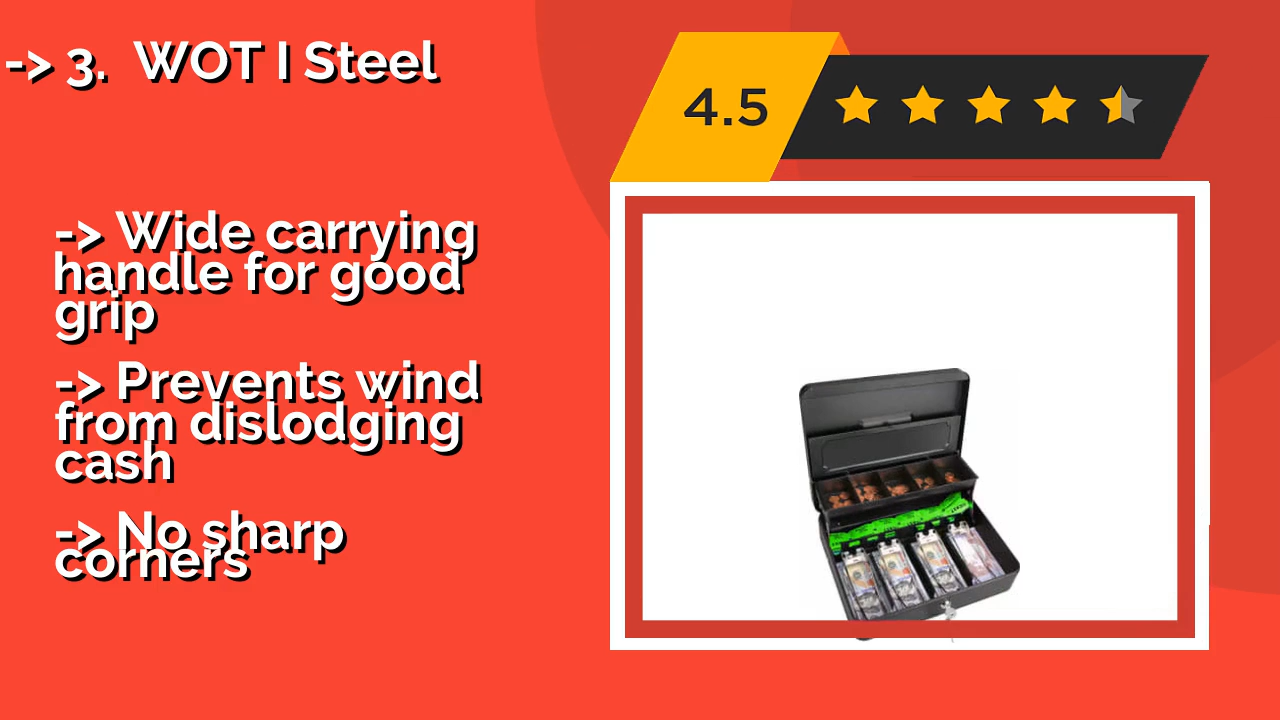 -> 3.  WOT I Steel
4.5
-> Wide carrying
handle for good
grip
-> Prevents wind
from dislodging
cash
-> No sharp
corners